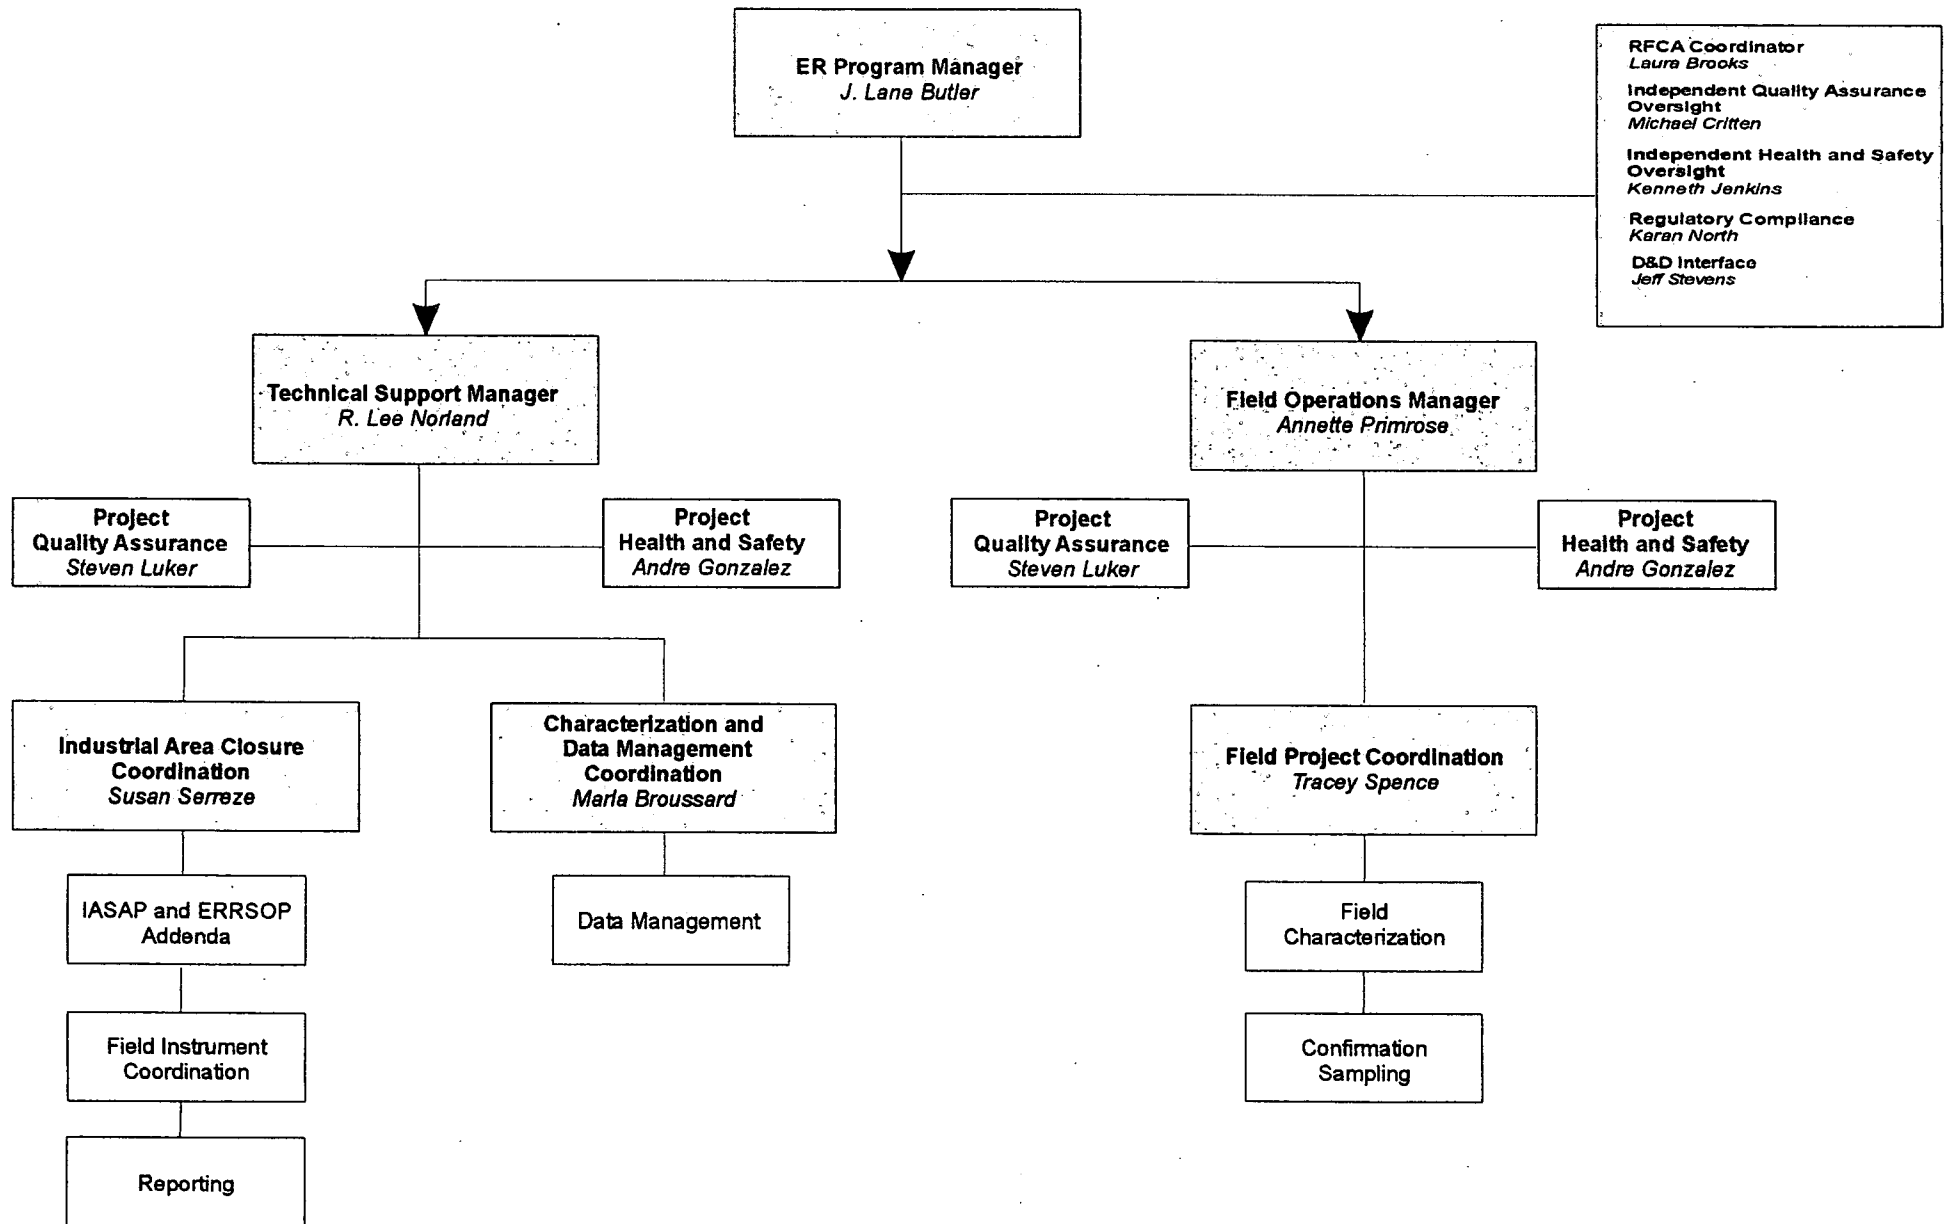 ER Program Manager
J. Lane Butler
RFCA Coordinator
Laura Brooks
Independent Quality Assurance
Oversight
Michael Critten
Independent Health and Safety
Oversight
Kenneth Jenkins
Regulatory Compliance
Karan North
D&D Interface
Jeff Stevens
Technical Support Manager
R. Lee Norland
Field Operations Manager
Annette Primrose
Project
Quality Assurance
Steven Luker
Project
Health and Safety
Andre Gonzalez
Project
Quality Assurance
Steven Luker
Project
Health and Safety
Andre Gonzalez
Industrial Area Closure
Coordination
Susan Serreze
Characterization and
Data Management
Coordination
Marla Broussard
Field Project Coordination
Tracey Spence
IASAP and ERRSOP
Addenda
Data Management
Field
Characterization
Field Instrument
Coordination
Confirmation
Sampling
Reporting